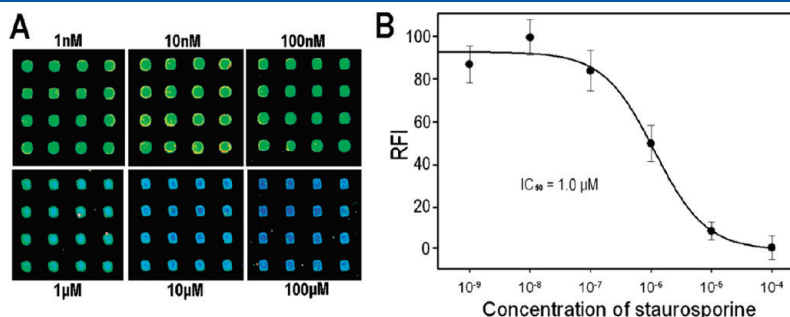 A
1nM 10nM 100nM
1μM 10μM 100μM
B
100
80
60
40
20
0
RFI
IC₅₀ = 1.0 μM
10⁻⁹ 10⁻⁸ 10⁻⁷ 10⁻⁶ 10⁻⁵ 10⁻⁴
Concentration of staurosporine